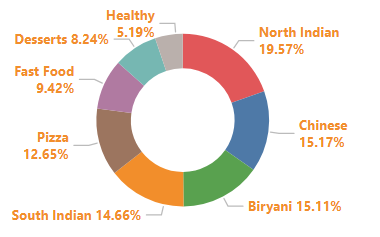 Healthy
5.19%
North Indian
19.57%
Desserts 8.24%
Fast Food
9.42%
Chinese
15.17%
Pizza
12.65%
Biryani 15.11%
South Indian 14.66%